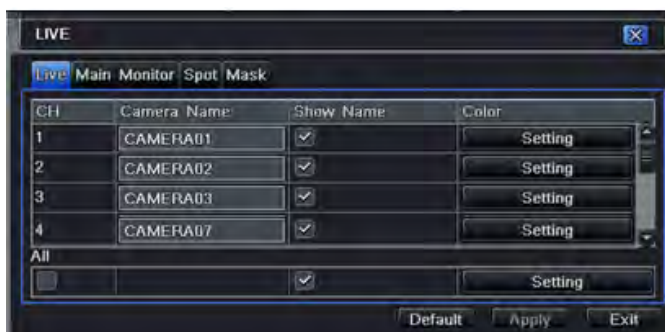 LIVE
Live Main Monitor Spot Mask
CH Camera Name Show Name Color
1 CAMERA01 Setting
2 CAMERA02 Setting
3 CAMERA03 Setting
4 CAMERA07 Setting
All
Setting
Default Apply Exit